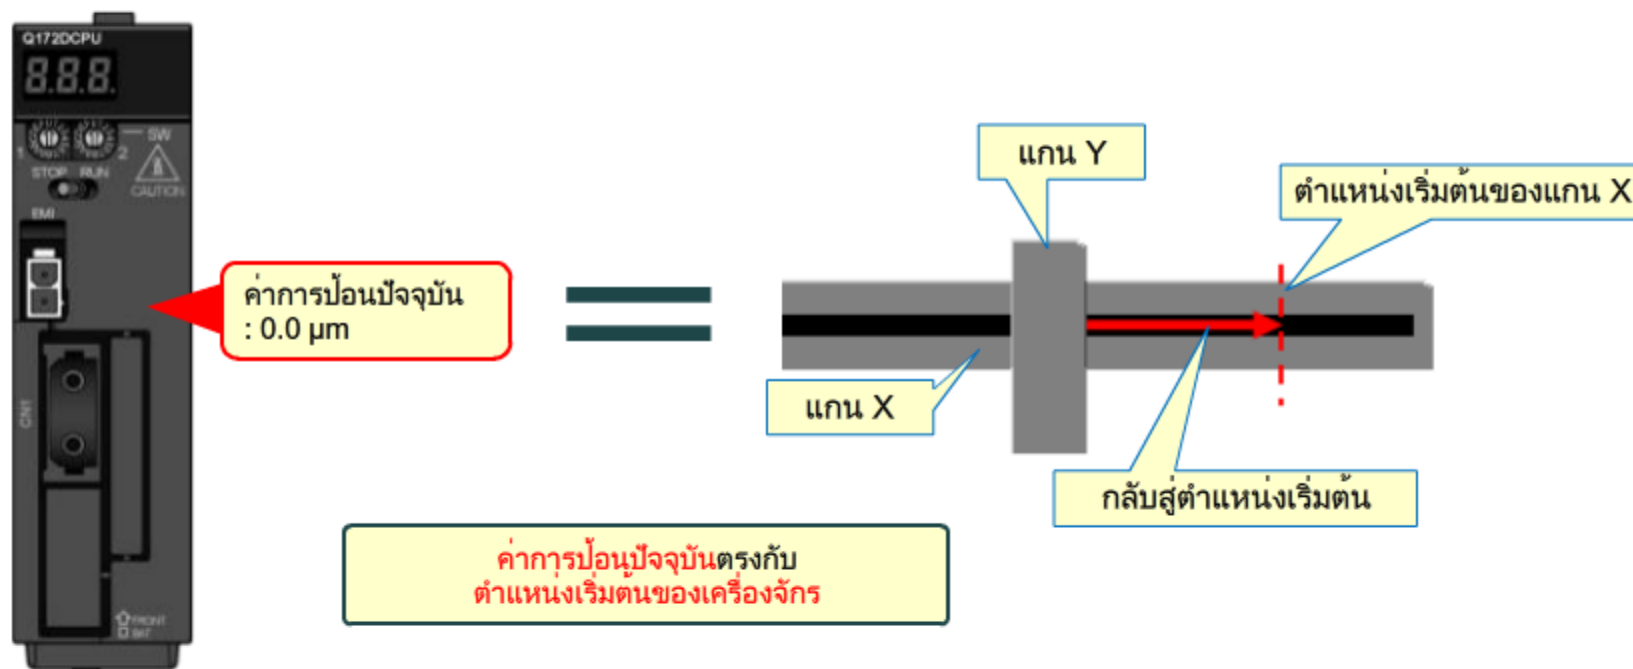 Q172DCPU
8.8.8.
SW
1
2
STOP RUN
CAUTION
EMI
CN1
FRONT
BAT
ค่าการป้อนปัจจุบัน
: 0.0 µm
แกน Y
ตำแหน่งเริ่มต้นของแกน X
แกน X
กลับสู่ตำแหน่งเริ่มต้น
ค่าการป้อนปัจจุบันตรงกับ
ตำแหน่งเริ่มต้นของเครื่องจักร